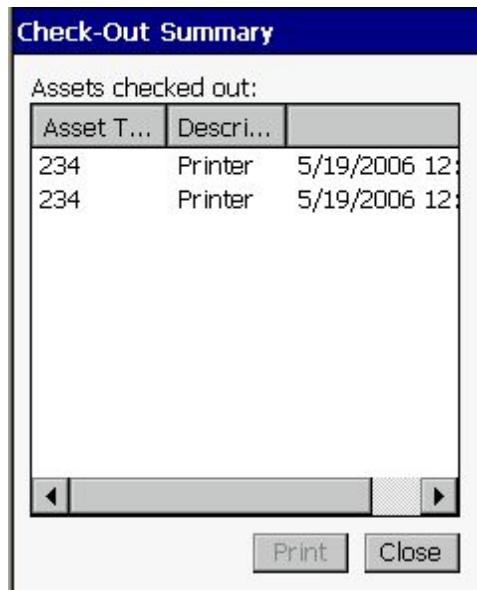 Check-Out Summary
Assets checked out:
Asset T... Descri...
234 Printer 5/19/2006 12:
234 Printer 5/19/2006 12:
Print Close